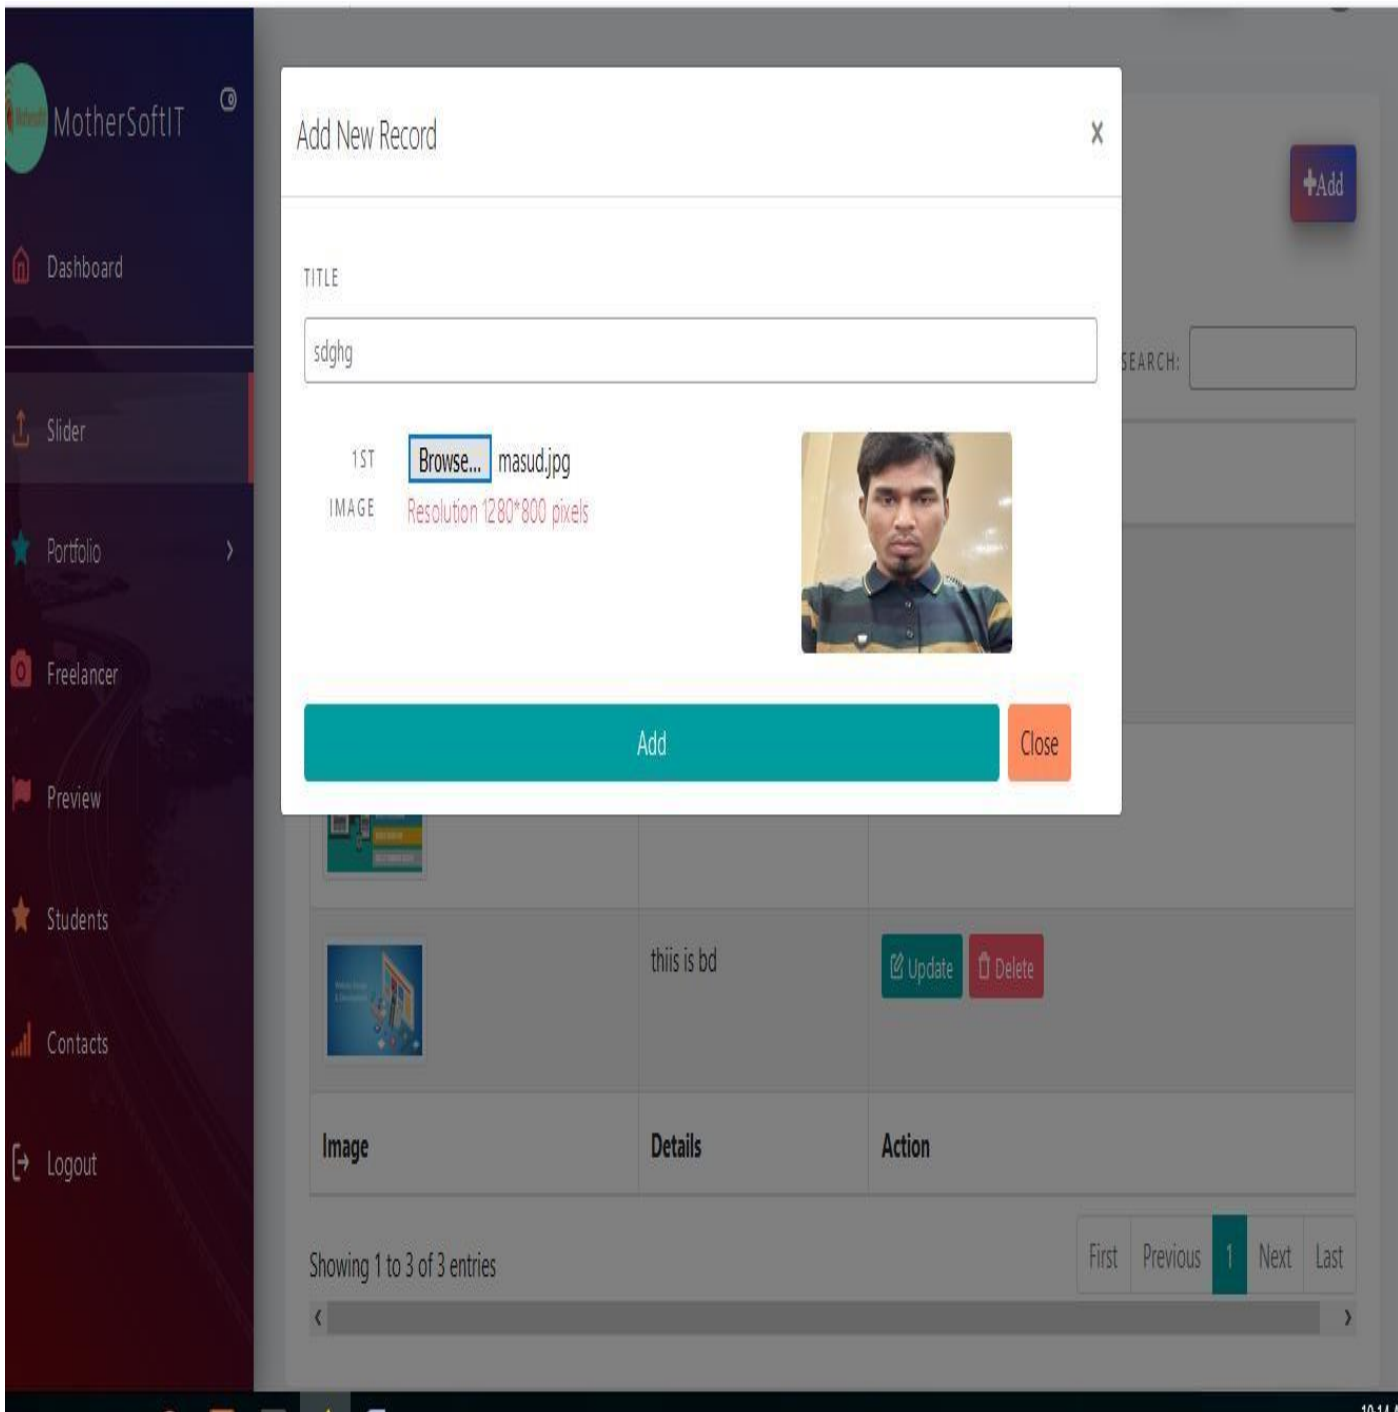 MotherSoftIT
Dashboard
Slider
Portfolio
Freelancer
Preview
Students
Contacts
Logout
Add New Record
x
TITLE
sdghg
1ST
IMAGE
Browse... masud.jpg
Resolution 1280*800 pixels
Add
Close
+Add
SEARCH:
thiis is bd
Update
Delete
Image Details Action
Showing 1 to 3 of 3 entries
First Previous 1 Next Last